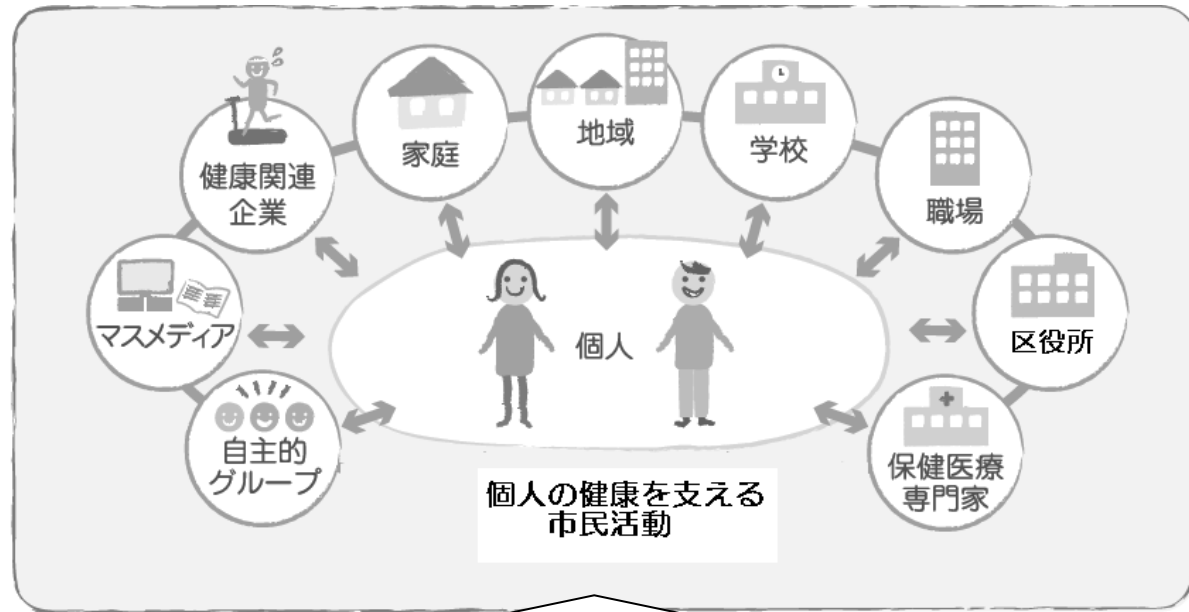 健康関連
企業
家庭
地域
学校
職場
マスメディア
個人
区役所
自主的
グループ
保健医療
専門家
個人の健康を支える
市民活動